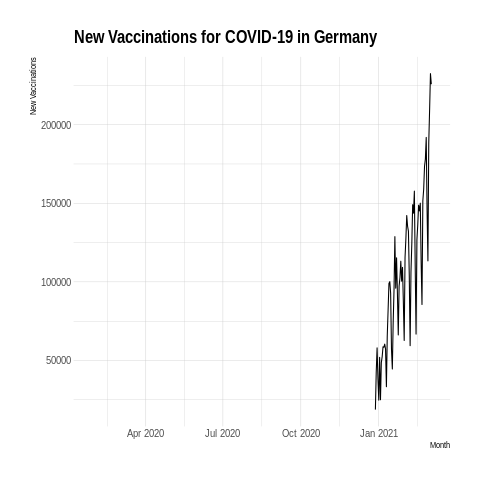 New Vaccinations for COVID-19 in Germany
New Vaccinations
200000
150000
100000
50000
Apr 2020 Jul 2020 Oct 2020 Jan 2021
Month